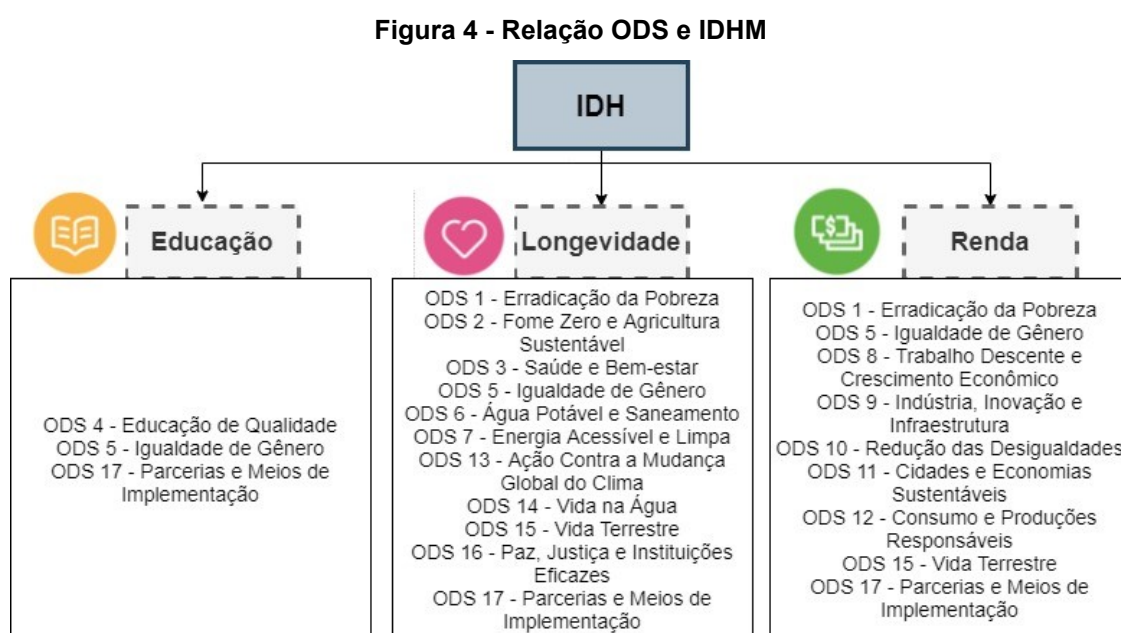 Figura 4 - Relação ODS e IDHM
IDH
Educação
ODS 4 - Educação de Qualidade
ODS 5 - Igualdade de Gênero
ODS 17 - Parcerias e Meios de
Implementação
Longevidade
ODS 1 - Erradicação da Pobreza
ODS 2 - Fome Zero e Agricultura
Sustentável
ODS 3 - Saúde e Bem-estar
ODS 5 - Igualdade de Gênero
ODS 6 - Água Potável e Saneamento
ODS 7 - Energia Acessível e Limpa
ODS 13 - Ação Contra a Mudança
Global do Clima
ODS 14 - Vida na Água
ODS 15 - Vida Terrestre
ODS 16 - Paz, Justiça e Instituições
Eficazes
ODS 17 - Parcerias e Meios de
Implementação
Renda
ODS 1 - Erradicação da Pobreza
ODS 5 - Igualdade de Gênero
ODS 8 - Trabalho Descente e
Crescimento Econômico
ODS 9 - Indústria, Inovação e
Infraestrutura
ODS 10 - Redução das Desigualdades
ODS 11 - Cidades e Economias
Sustentáveis
ODS 12 - Consumo e Produções
Responsáveis
ODS 15 - Vida Terrestre
ODS 17 - Parcerias e Meios de
Implementação